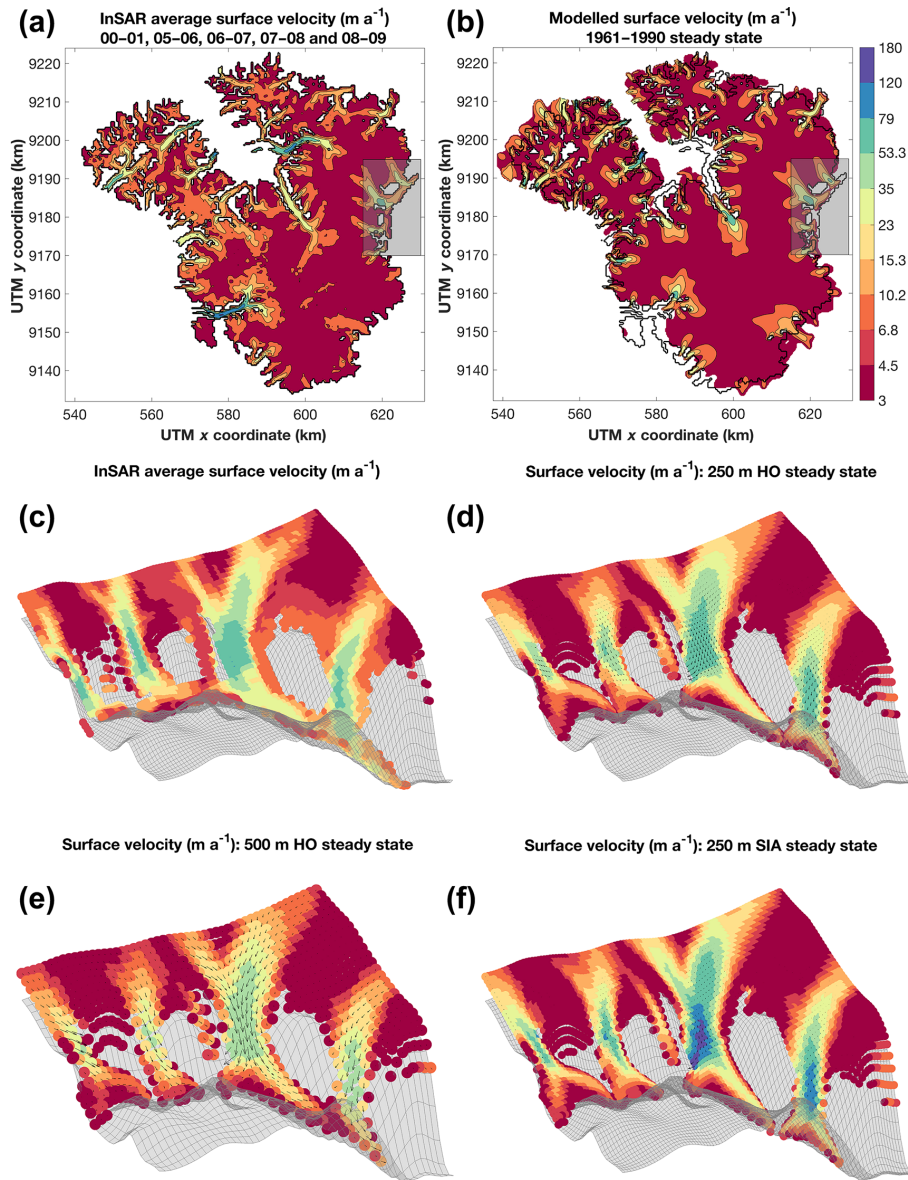 (a)
InSAR average surface velocity (m a⁻¹)
00–01, 05–06, 06–07, 07–08 and 08–09
UTM y coordinate (km)
9220
9210
9200
9190
9180
9170
9160
9150
9140
540
560
580
600
620
UTM x coordinate (km)
(b)
Modelled surface velocity (m a⁻¹)
1961–1990 steady state
UTM y coordinate (km)
9220
9210
9200
9190
9180
9170
9160
9150
9140
540
560
580
600
620
UTM x coordinate (km)
180
120
79
53.3
35
23
15.3
10.2
6.8
4.5
3
InSAR average surface velocity (m a⁻¹)
(c)
Surface velocity (m a⁻¹): 250 m HO steady state
(d)
Surface velocity (m a⁻¹): 500 m HO steady state
(e)
Surface velocity (m a⁻¹): 250 m SIA steady state
(f)